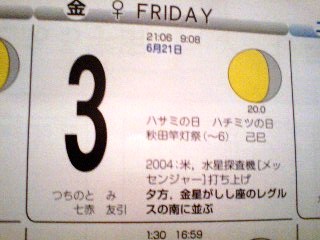 金 ♀ FRIDAY
21:06 9:08
6月21日
3
20.0
ハサミの日 ハチミツの日
秋田竿灯祭(~6) 己巳
2004:米,水星探査機[メッ
センジャー]打ち上げ
つちのと み
夕方,金星がしし座のレグル
七赤 友引
スの南に並ぶ
1:30 16:59